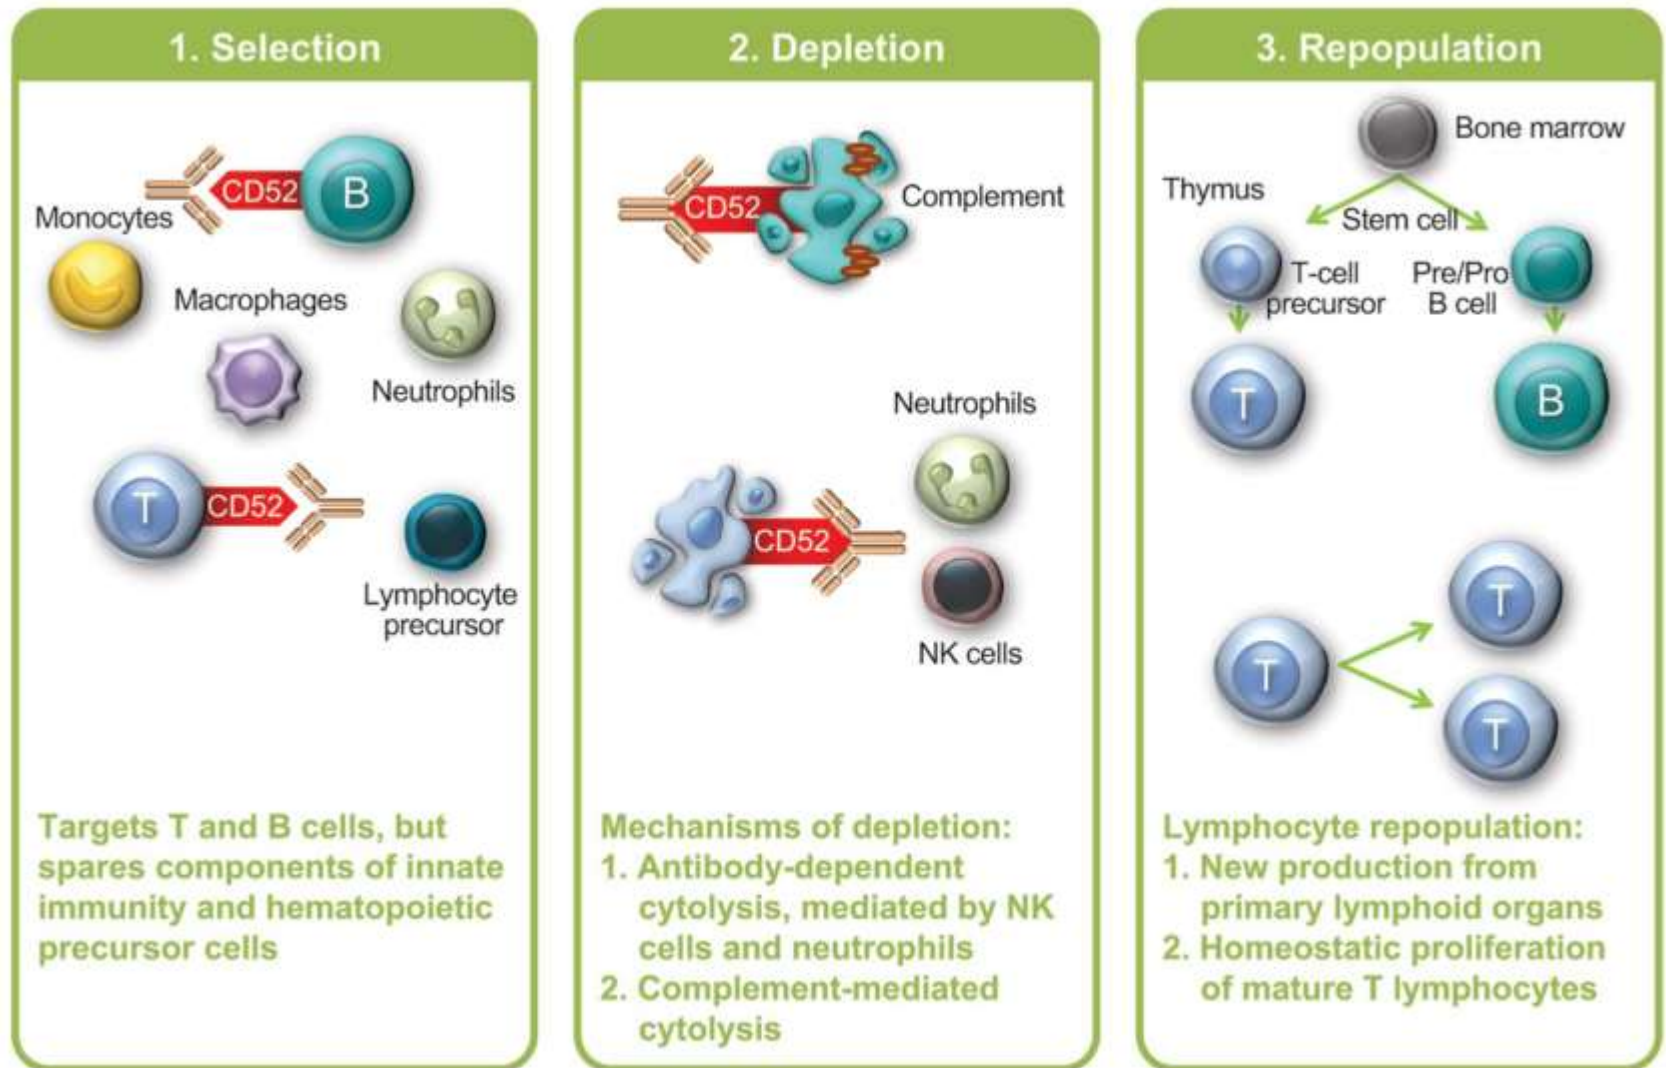 1. Selection
CD52
B
Monocytes
Macrophages
Neutrophils
T
CD52
Lymphocyte
precursor
Targets T and B cells, but
spares components of innate
immunity and hematopoietic
precursor cells
2. Depletion
CD52
Complement
Neutrophils
CD52
NK cells
Mechanisms of depletion:
1. Antibody-dependent
cytolysis, mediated by NK
cells and neutrophils
2. Complement-mediated
cytolysis
3. Repopulation
Bone marrow
Thymus
Stem cell
T-cell
precursor
Pre/Pro
B cell
T
B
T
T
T
Lymphocyte repopulation:
1. New production from
primary lymphoid organs
2. Homeostatic proliferation
of mature T lymphocytes